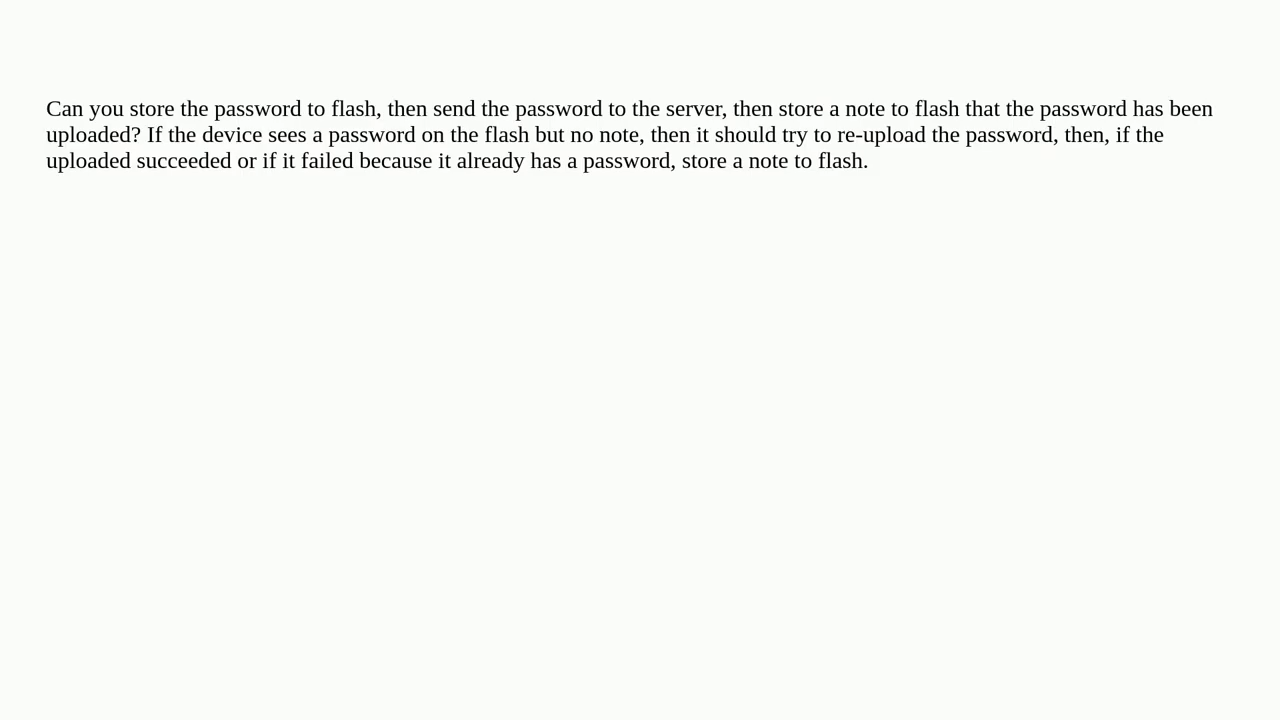 Can you store the password to flash, then send the password to the server, then store a note to flash that the password has been
uploaded? If the device sees a password on the flash but no note, then it should try to re-upload the password, then, if the
uploaded succeeded or if it failed because it already has a password, store a note to flash.